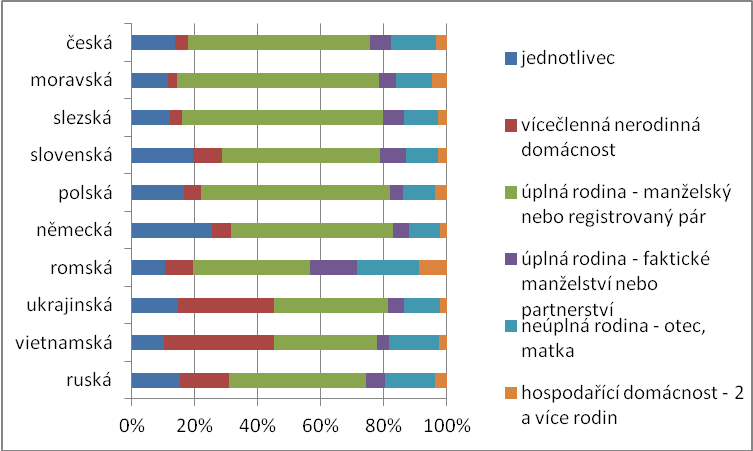 česká
moravská
slezská
slovenská
polská
německá
romská
ukrajinská
vietnamská
ruská
0% 20% 40% 60% 80% 100%
jednotlivec
vícečlenná nerodinná
domácnost
úplná rodina - manželský
nebo registrovaný pár
úplná rodina - faktické
manželství nebo
partnerství
neúplná rodina - otec,
matka
hospodařící domácnost - 2
a více rodin